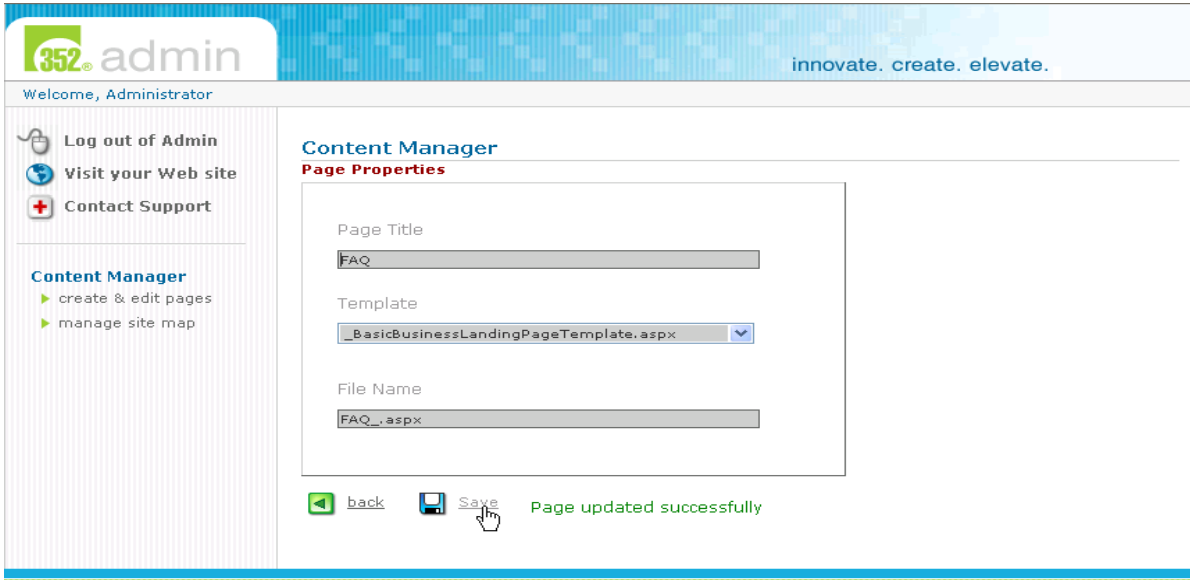 352® admin
innovate. create. elevate.
Welcome, Administrator
Log out of Admin
Visit your Web site
Contact Support
Content Manager
create & edit pages
manage site map
Content Manager
Page Properties
Page Title
FAQ
Template
_BasicBusinessLandingPageTemplate.aspx
File Name
FAQ_.aspx
back Save Page updated successfully